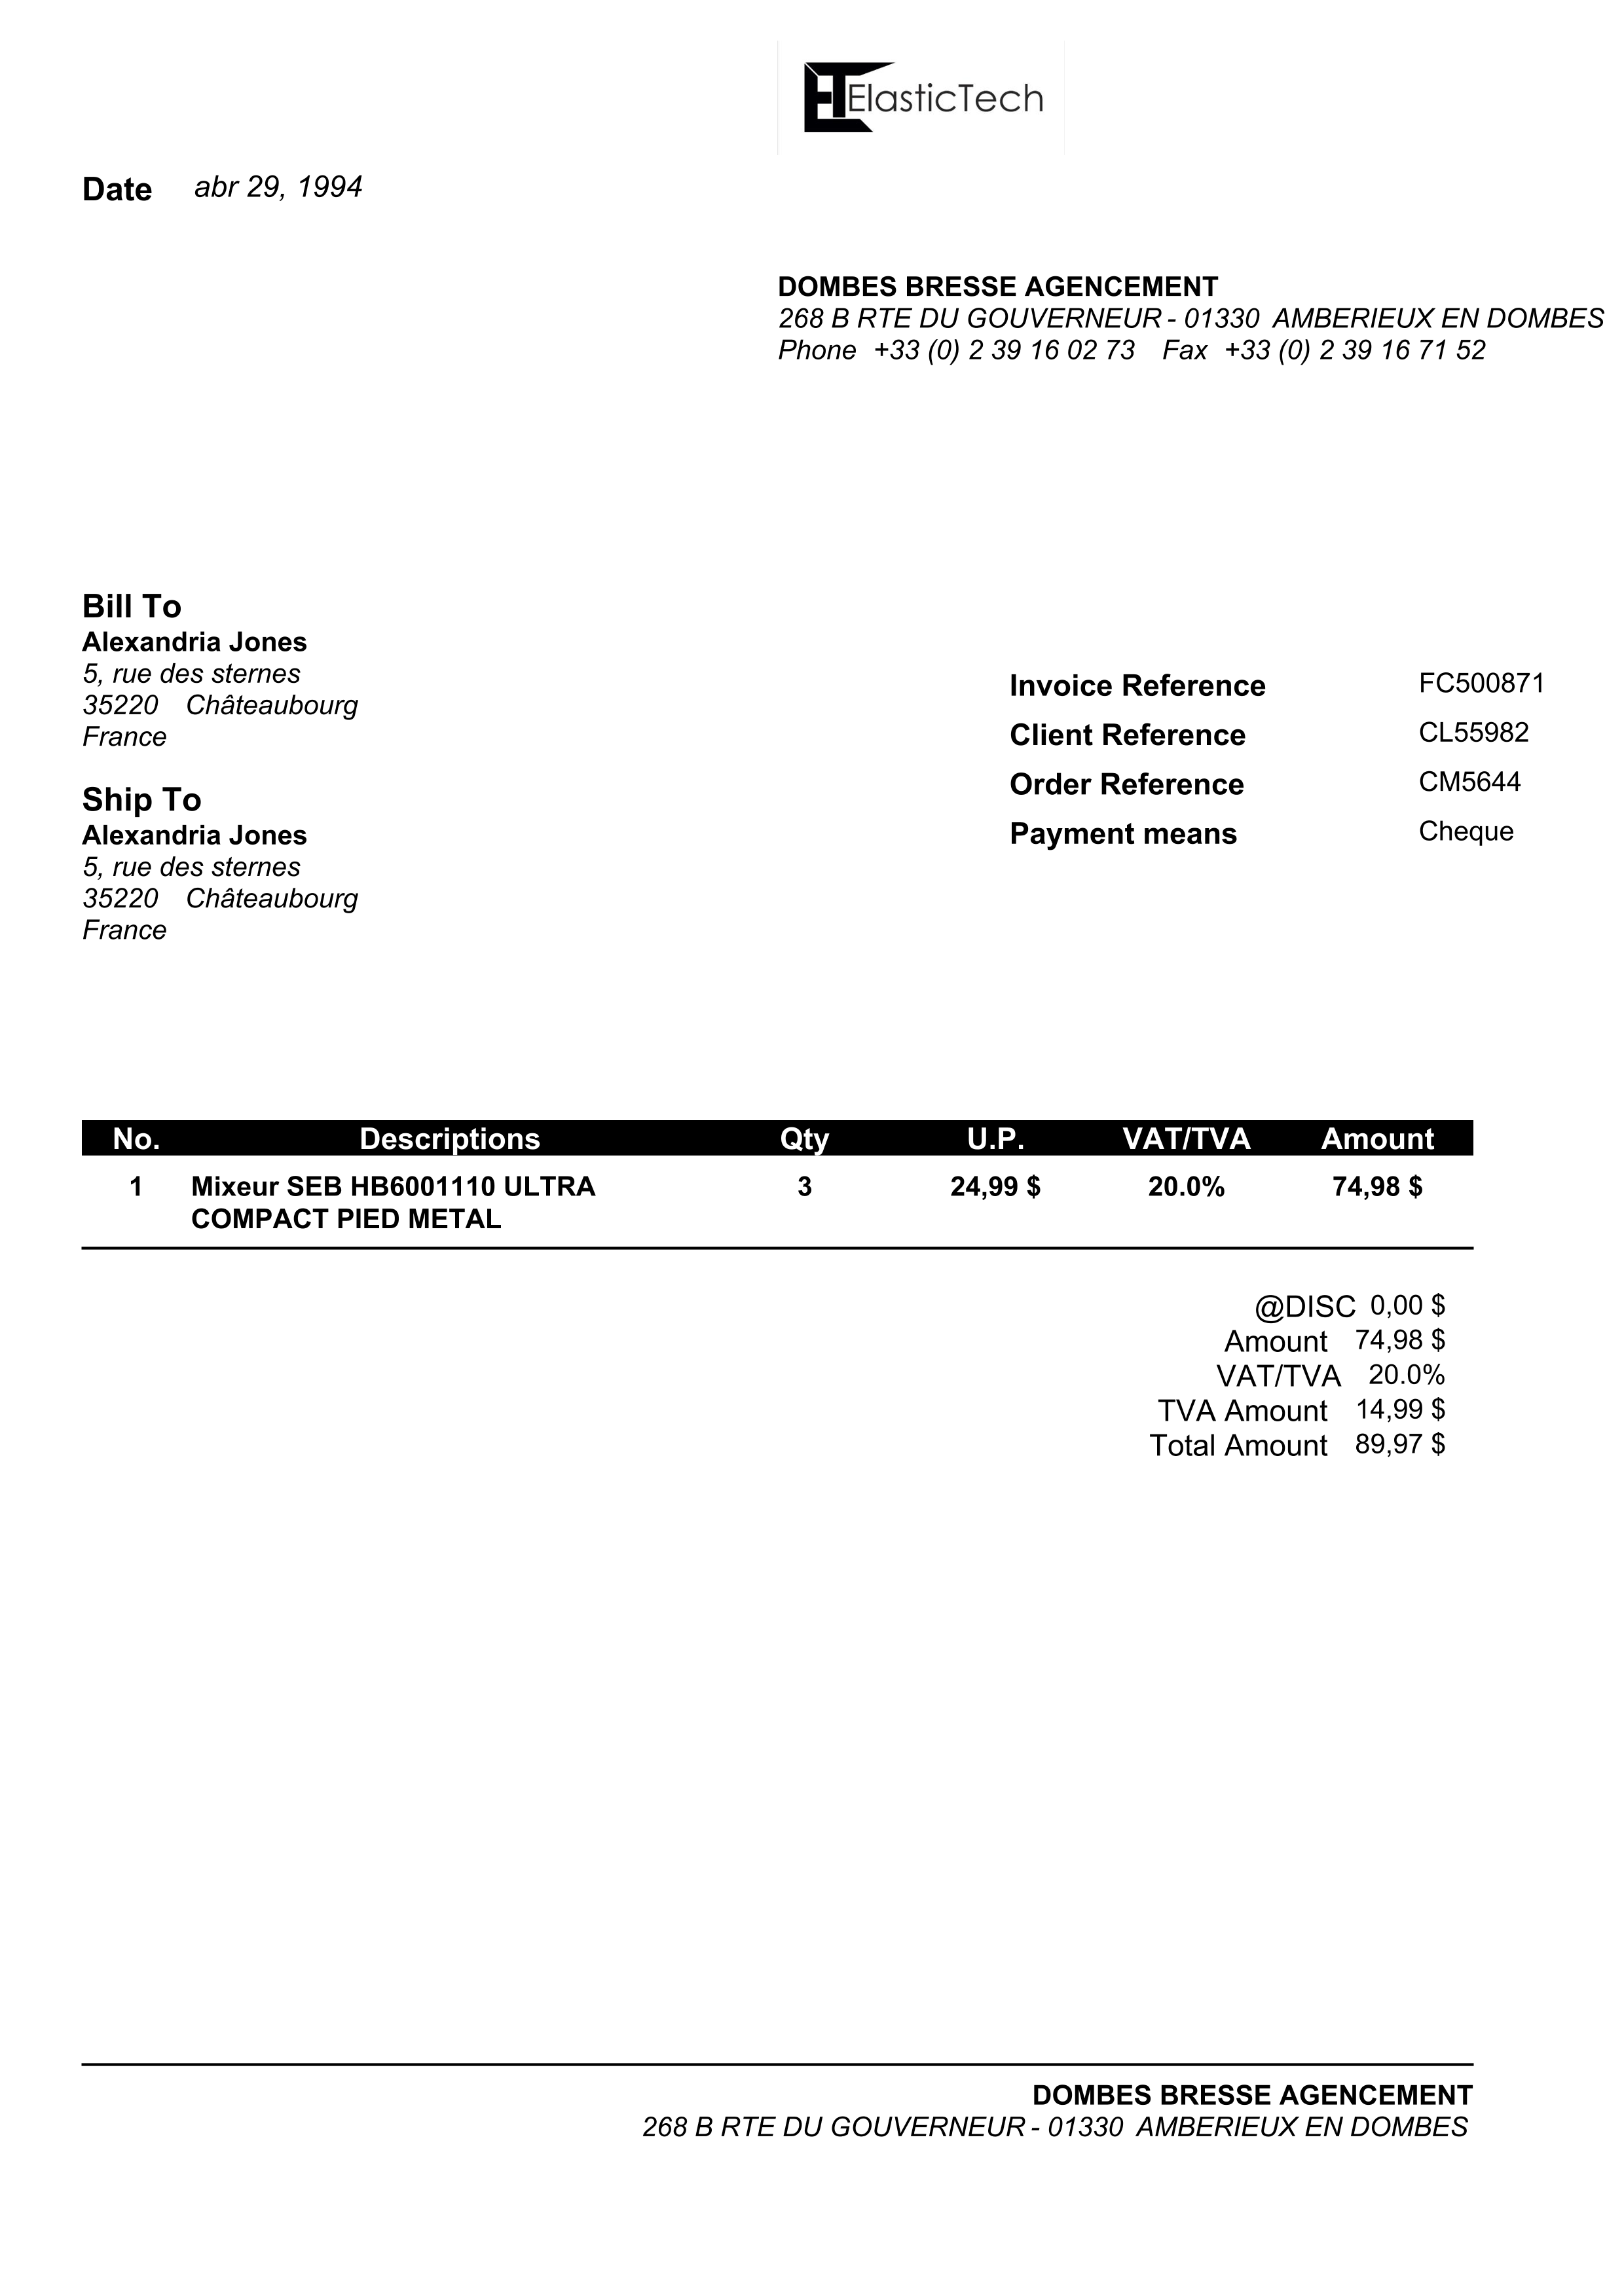 ElasticTech
Date abr 29, 1994
DOMBES BRESSE AGENCEMENT
268 B RTE DU GOUVERNEUR - 01330 AMBERIEUX EN DOMBES
Phone +33 (0) 2 39 16 02 73 Fax +33 (0) 2 39 16 71 52
Bill To
Alexandria Jones
5, rue des sternes
35220 Châteaubourg
France
Ship To
Alexandria Jones
5, rue des sternes
35220 Châteaubourg
France
Invoice Reference FC500871
Client Reference CL55982
Order Reference CM5644
Payment means Cheque
No. Descriptions Qty U.P. VAT/TVA Amount
1 Mixeur SEB HB6001110 ULTRA 3 24,99 $ 20.0% 74,98 $
COMPACT PIED METAL
@DISC 0,00 $
Amount 74,98 $
VAT/TVA 20.0%
TVA Amount 14,99 $
Total Amount 89,97 $
DOMBES BRESSE AGENCEMENT
268 B RTE DU GOUVERNEUR - 01330 AMBERIEUX EN DOMBES